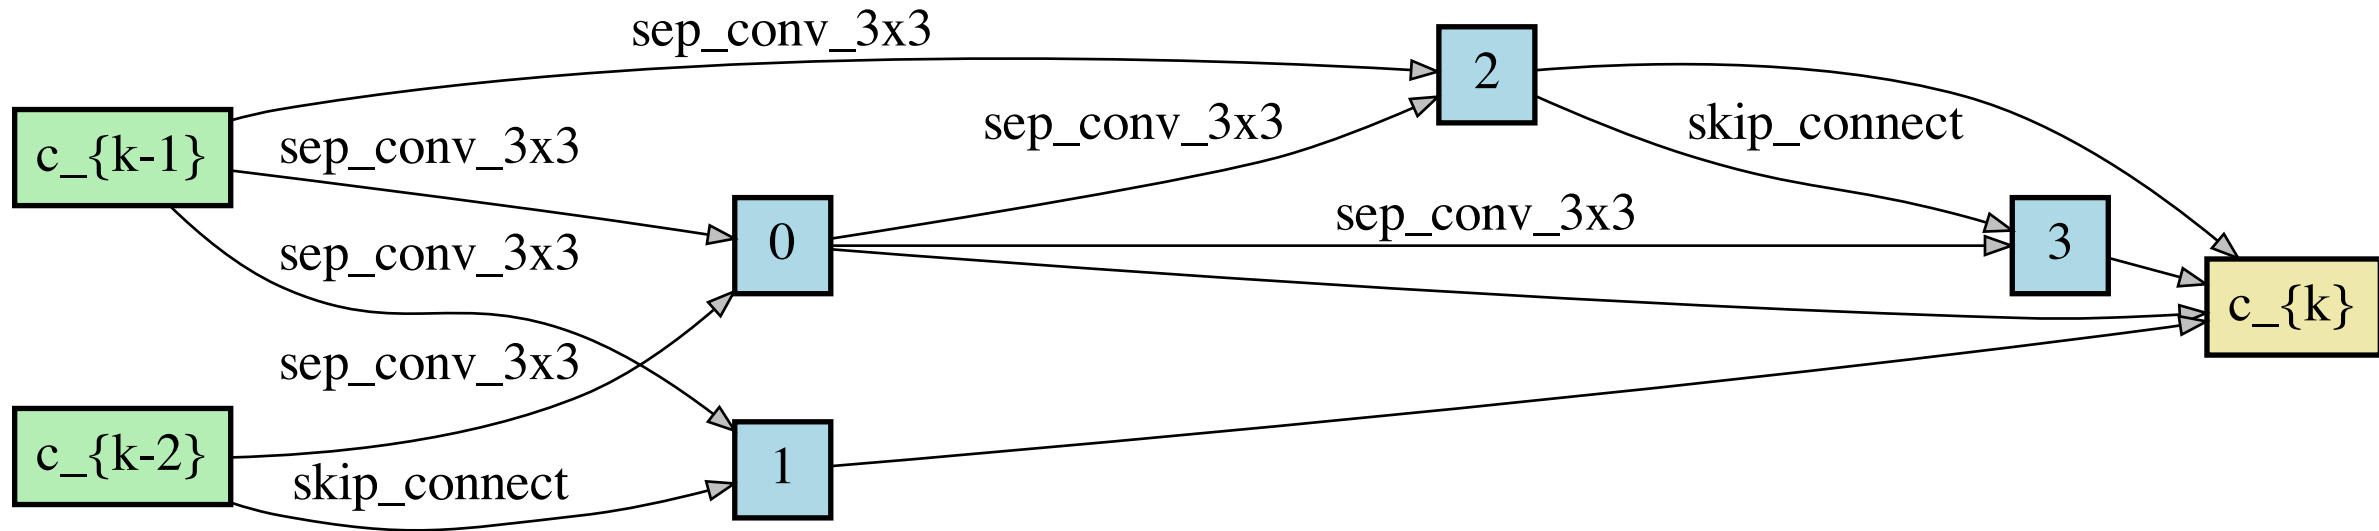 sep_conv_3x3
2
c_{k-1}
sep_conv_3x3
sep_conv_3x3
skip_connect
sep_conv_3x3
0
sep_conv_3x3
3
c_{k}
sep_conv_3x3
c_{k-2}
skip_connect
1